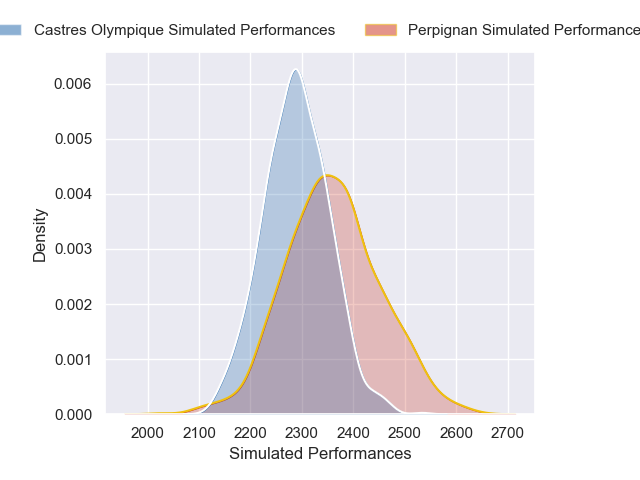 Castres Olympique Simulated Performances
Perpignan Simulated Performance
0.006
0.005
0.004
0.003
0.002
0.001
0.000
Density
2000 2100 2200 2300 2400 2500 2600 2700
Simulated Performances